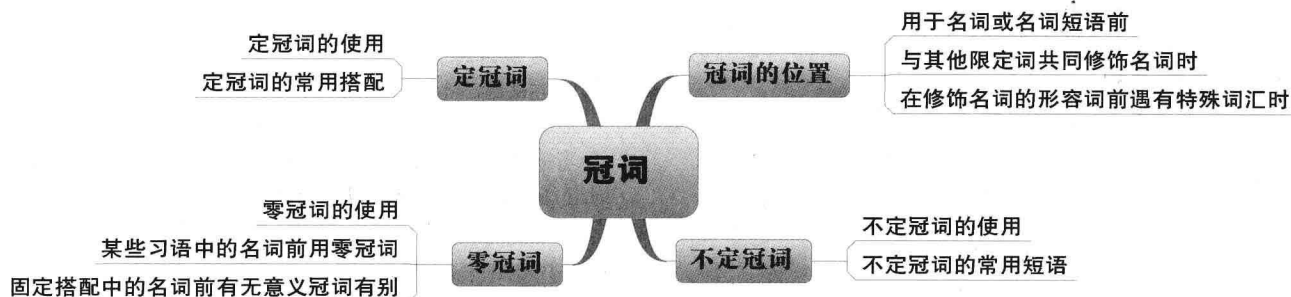 冠词
定冠词
定冠词的使用
定冠词的常用搭配
冠词的位置
用于名词或名词短语前
与其他限定词共同修饰名词时
在修饰名词的形容词前遇有特殊词汇时
零冠词
零冠词的使用
某些习语中的名词前用零冠词
固定搭配中的名词前有无意义冠词有别
不定冠词
不定冠词的使用
不定冠词的常用短语